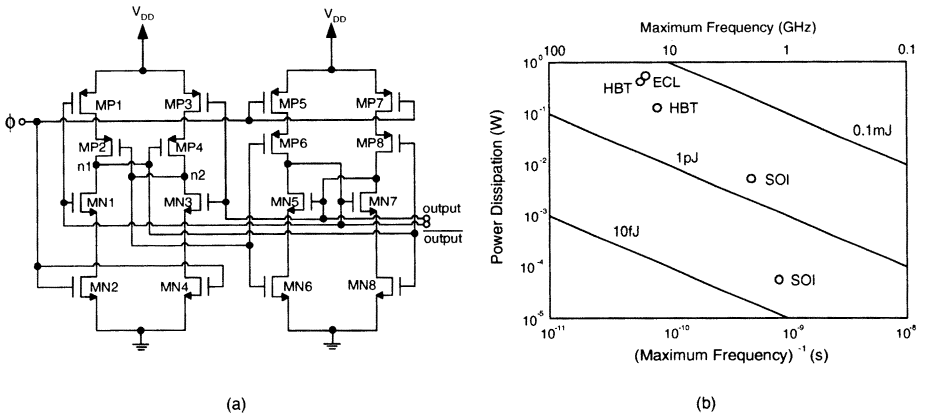 V_DD
V_DD
MP1
MP3
MP5
MP7
ϕ
MP2
MP4
MP6
MP8
n1
n2
MN1
MN3
MN5
MN7
output
output
MN2
MN4
MN6
MN8
(a)
Maximum Frequency (GHz)
100
10
1
0.1
10^0
10^-1
10^-2
10^-3
10^-4
10^-5
Power Dissipation (W)
HBT
ECL
HBT
0.1mJ
1pJ
SOI
10fJ
SOI
10^-11
10^-10
10^-9
10^-8
(Maximum Frequency)^-1 (s)
(b)